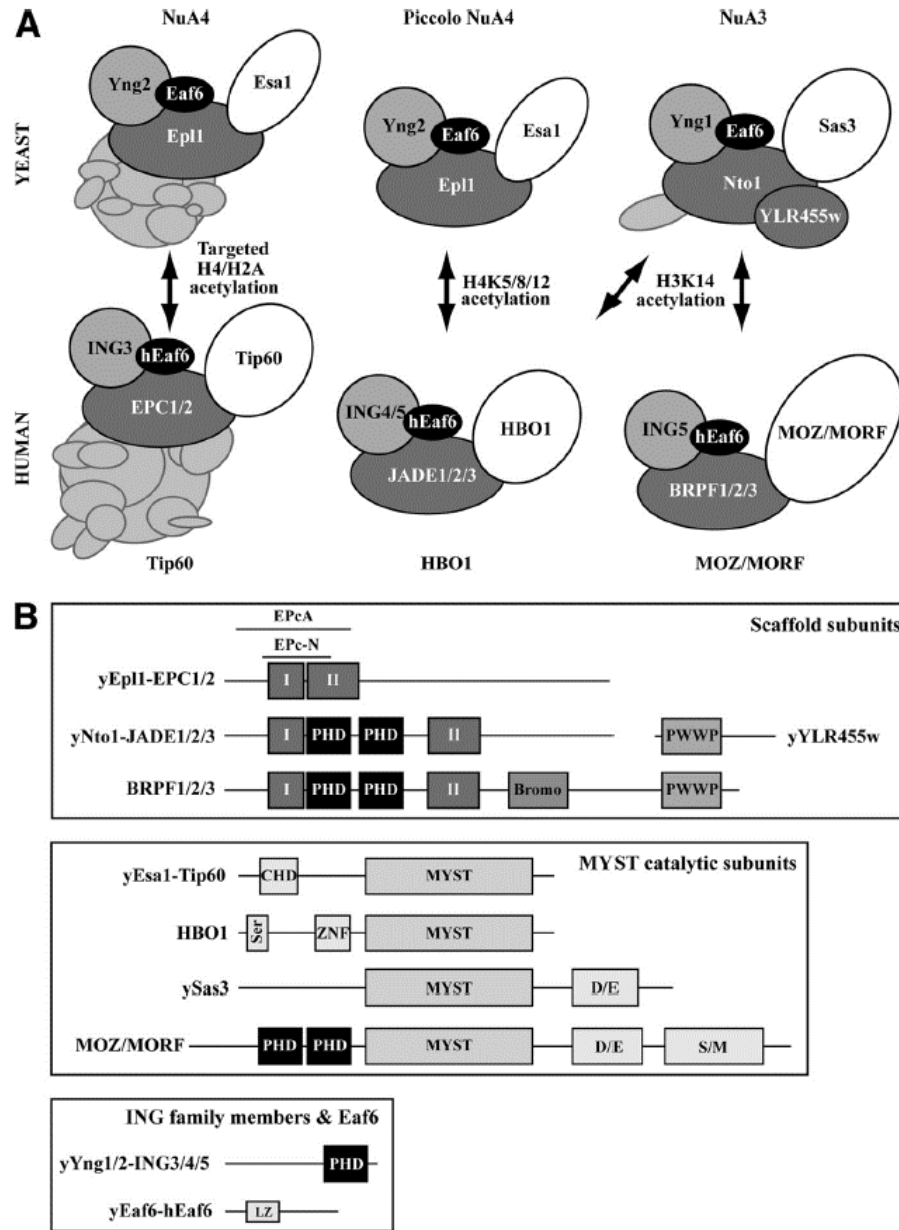 A
NuA4
Piccolo NuA4
NuA3
YEAST
Yng2
Eaf6
Esa1
Epl1
Yng2
Eaf6
Esa1
Epl1
Yng1
Eaf6
Sas3
Nto1
YLR455w
Targeted
H4/H2A
acetylation
H4K5/8/12
acetylation
H3K14
acetylation
HUMAN
ING3
hEaf6
Tip60
EPC1/2
ING4/5
hEaf6
HBO1
JADE1/2/3
ING5
hEaf6
MOZ/MORF
BRPF1/2/3
Tip60
HBO1
MOZ/MORF
B
EPcA
Scaffold subunits
EPc-N
yEpl1-EPC1/2
I
II
yNto1-JADE1/2/3
I
PHD
PHD
II
PWWP
yYLR455w
BRPF1/2/3
I
PHD
PHD
II
Bromo
PWWP
MYST catalytic subunits
yEsa1-Tip60
CHD
MYST
HBO1
Ser
ZNF
MYST
ySas3
MYST
D/E
MOZ/MORF
PHD
PHD
MYST
D/E
S/M
ING family members & Eaf6
yYng1/2-ING3/4/5
PHD
yEaf6-hEaf6
LZ